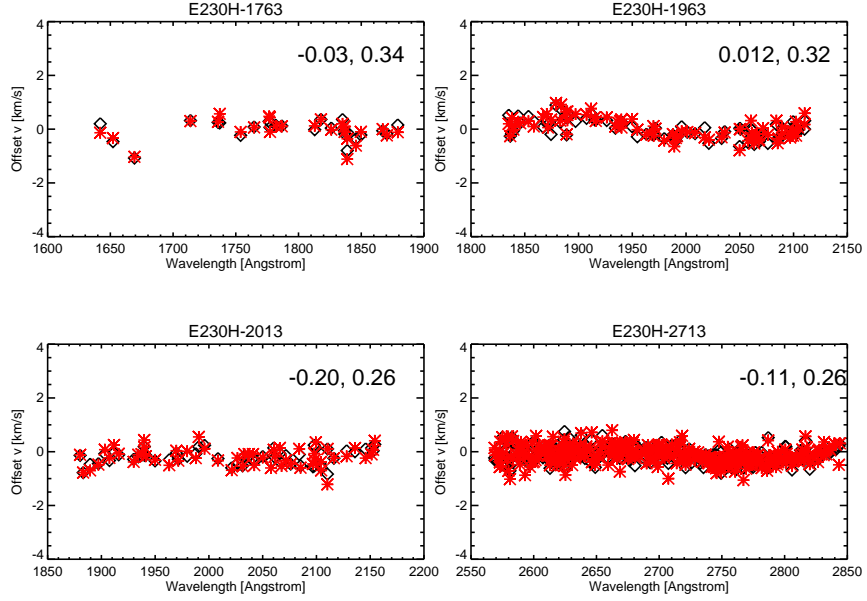 E230H-1763
-0.03, 0.34
Offset v [km/s]
4
2
0
-2
-4
1600 1650 1700 1750 1800 1850 1900
Wavelength [Angstrom]
E230H-1963
0.012, 0.32
Offset v [km/s]
4
2
0
-2
-4
1800 1850 1900 1950 2000 2050 2100 2150
Wavelength [Angstrom]
E230H-2013
-0.20, 0.26
Offset v [km/s]
4
2
0
-2
-4
1850 1900 1950 2000 2050 2100 2150 2200
Wavelength [Angstrom]
E230H-2713
-0.11, 0.26
Offset v [km/s]
4
2
0
-2
-4
2550 2600 2650 2700 2750 2800 2850
Wavelength [Angstrom]